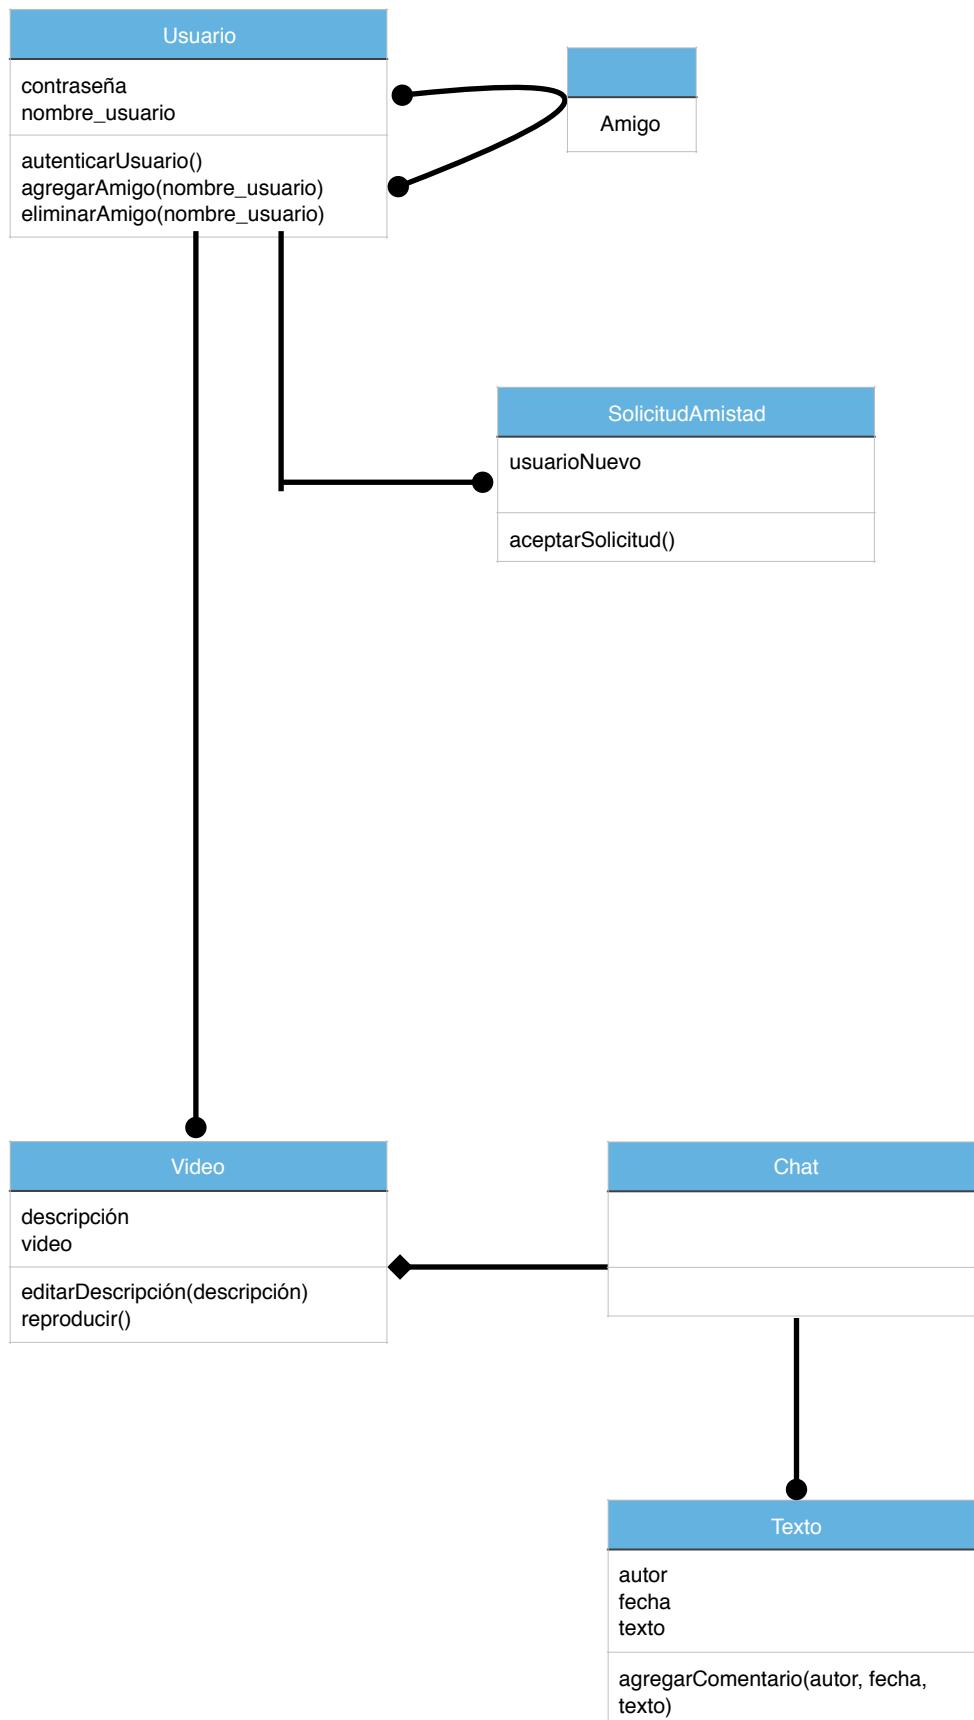 Usuario
contraseña
nombre_usuario
autenticarUsuario()
agregarAmigo(nombre_usuario)
eliminarAmigo(nombre_usuario)
Amigo
SolicitudAmistad
usuarioNuevo
aceptarSolicitud()
Video
descripción
video
editarDescripción(descripción)
reproducir()
Chat
Texto
autor
fecha
texto
agregarComentario(autor, fecha,
texto)